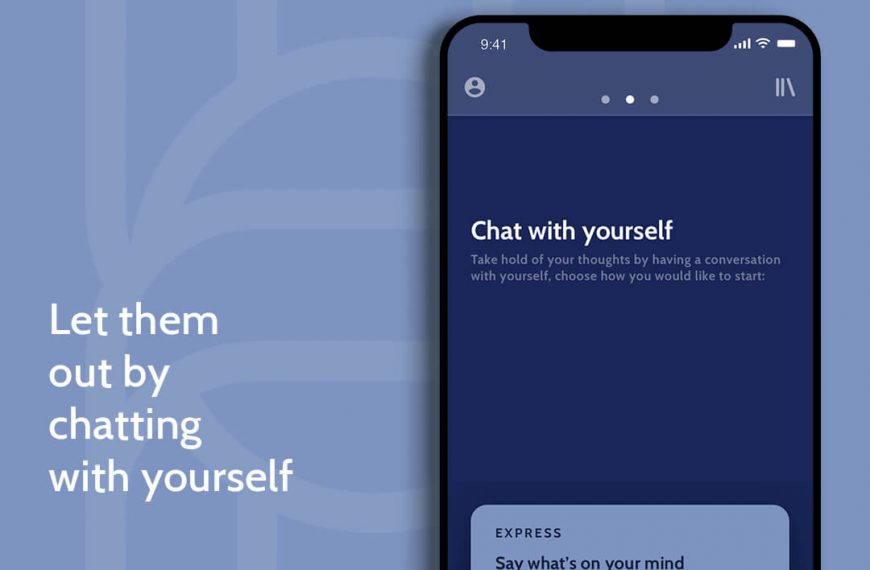 Let them
out by
chatting
with yourself
9:41
Chat with yourself
Take hold of your thoughts by having a conversation
with yourself, choose how you would like to start:
EXPRESS
Say what's on your mind